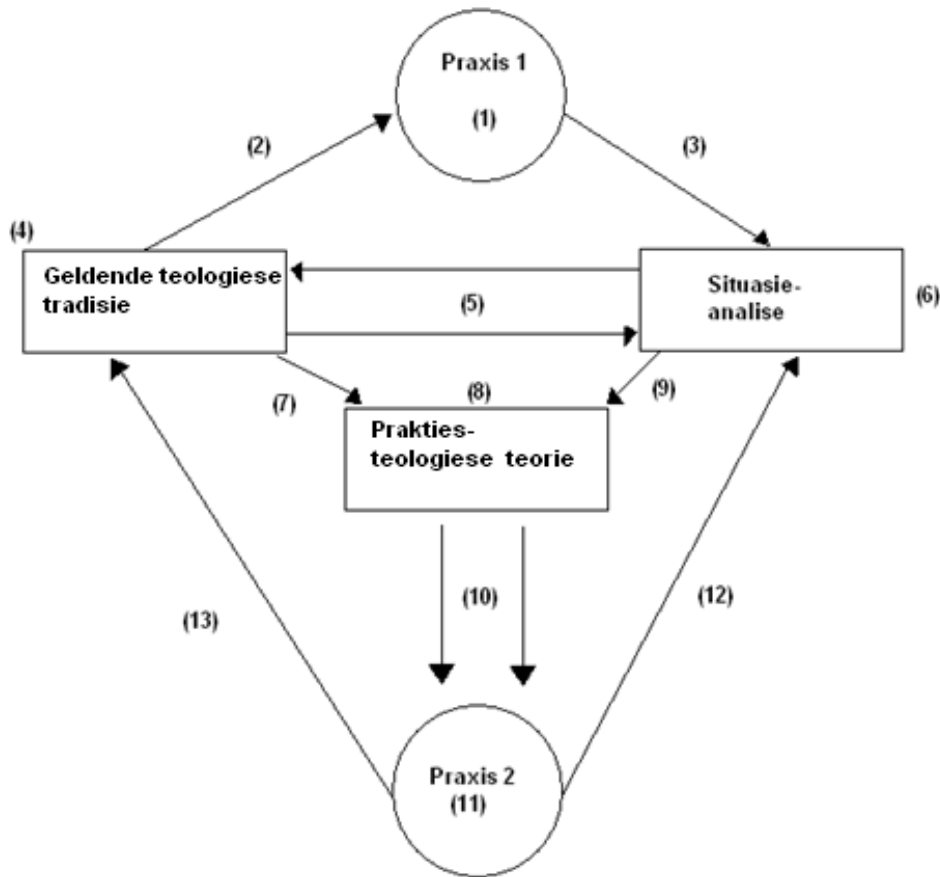 Praxis 1
(1)
(2)
(3)
(4)
Geldende teologiese
tradisie
(5)
Situasie-
analise
(6)
(7)
(8)
(9)
Prakties-
teologiese teorie
(10)
(12)
(13)
Praxis 2
(11)